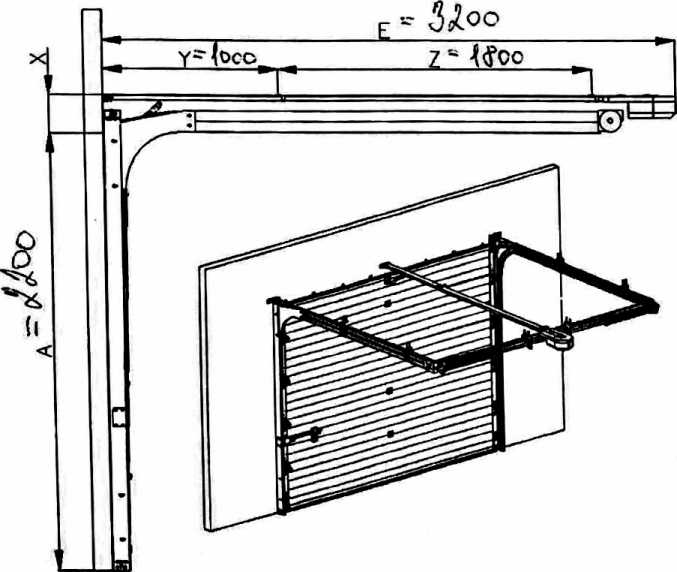 E = 3200
X
Y=1000
Z=1800
A = 2200